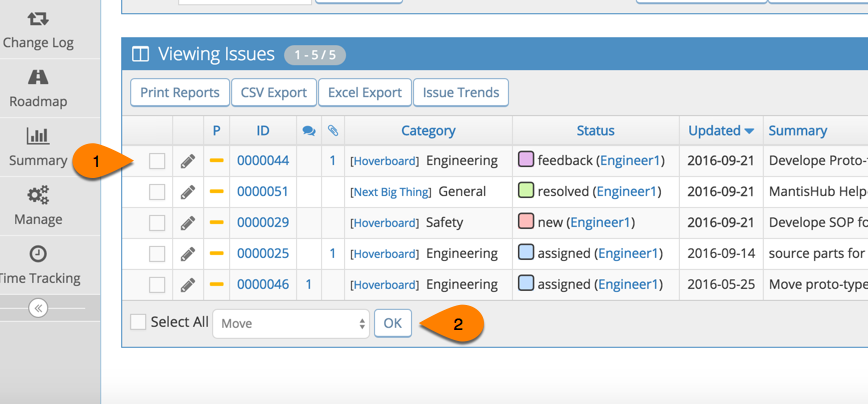 Change Log
Roadmap
Summary
Manage
Time Tracking
Viewing Issues 1 - 5 / 5
Print Reports CSV Export Excel Export Issue Trends
P ID Category Status Updated Summary
1 0000044 1 [Hoverboard] Engineering feedback (Engineer1) 2016-09-21 Develope Proto-
0000051 [Next Big Thing] General resolved (Engineer1) 2016-09-21 MantisHub Help
0000029 [Hoverboard] Safety new (Engineer1) 2016-09-21 Develope SOP fo
0000025 1 [Hoverboard] Engineering assigned (Engineer1) 2016-09-14 source parts for
0000046 1 [Hoverboard] Engineering assigned (Engineer1) 2016-05-25 Move proto-type
Select All Move OK 2